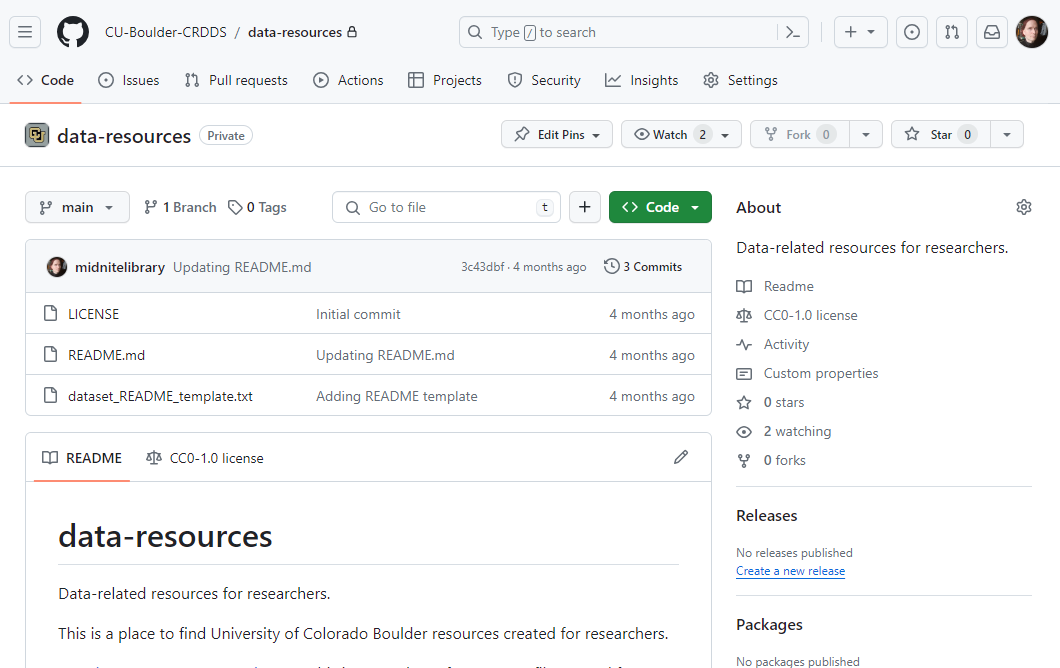 CU-Boulder-CRDDS / data-resources
Type / to search
Code Issues Pull requests Actions Projects Security Insights Settings
data-resources Private
Edit Pins Watch 2 Fork 0 Star 0
main 1 Branch 0 Tags Go to file t + Code
midnitelibrary Updating README.md 3c43dbf · 4 months ago 3 Commits
LICENSE Initial commit 4 months ago
README.md Updating README.md 4 months ago
dataset_README_template.txt Adding README template 4 months ago
README CC0-1.0 license
data-resources
Data-related resources for researchers.
This is a place to find University of Colorado Boulder resources created for researchers.
About
Data-related resources for researchers.
Readme
CC0-1.0 license
Activity
Custom properties
0 stars
2 watching
0 forks
Releases
No releases published
Create a new release
Packages
No packages published